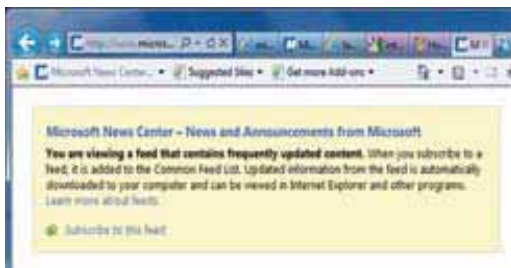 Microsoft News Center
Suggested Sites
Get more Add-ons
Microsoft News Center – News and Announcements from Microsoft
You are viewing a feed that contains frequently updated content. When you subscribe to a
feed, it is added to the Common Feed List. Updated information from the feed is automatically
downloaded to your computer and can be viewed in Internet Explorer and other programs.
Learn more about feeds.
Subscribe to this feed